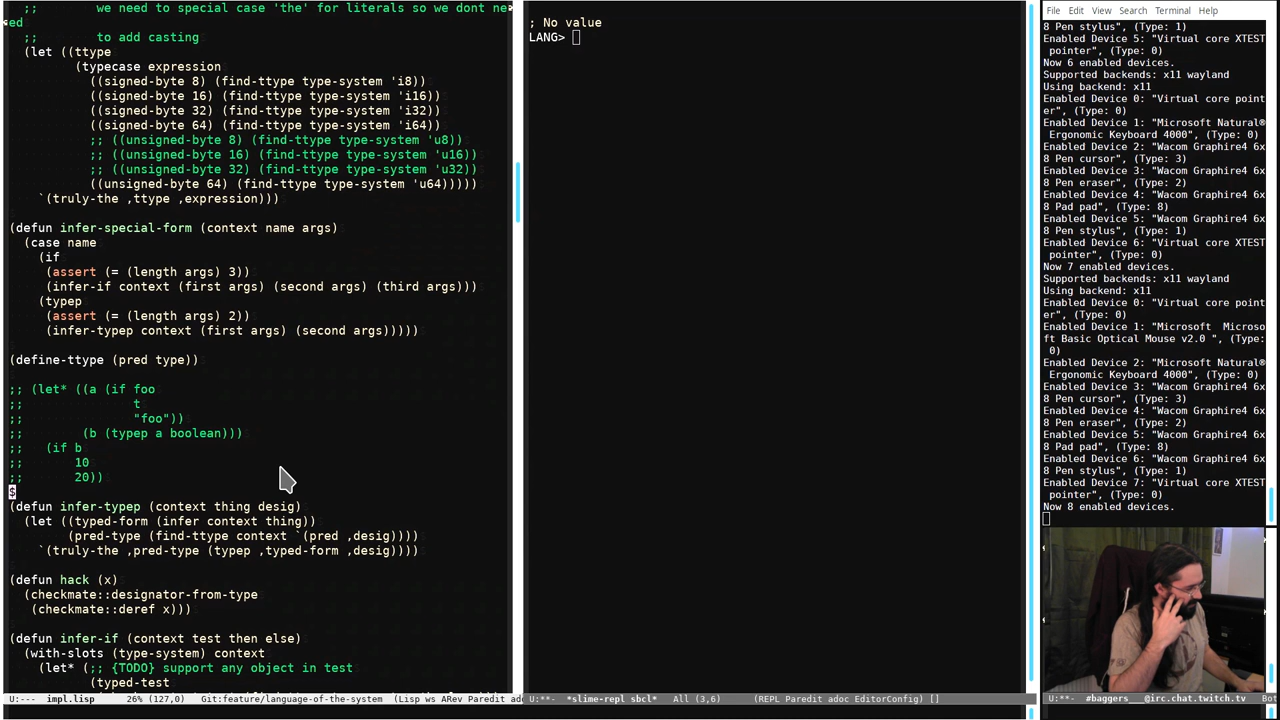 ;;          we need to special case 'the' for literals so we dont ne
ed
;;          to add casting
(let ((ttype
(typecase expression
((signed-byte 8) (find-ttype type-system 'i8))
((signed-byte 16) (find-ttype type-system 'i16))
((signed-byte 32) (find-ttype type-system 'i32))
((signed-byte 64) (find-ttype type-system 'i64))
;; ((unsigned-byte 8) (find-ttype type-system 'u8))
;; ((unsigned-byte 16) (find-ttype type-system 'u16))
;; ((unsigned-byte 32) (find-ttype type-system 'u32))
((unsigned-byte 64) (find-ttype type-system 'u64)))))
`(truly-the ,ttype ,expression)))
(defun infer-special-form (context name args)
(case name
(if
(assert (= (length args) 3))
(infer-if context (first args) (second args) (third args)))
(typep
(assert (= (length args) 2))
(infer-typep context (first args) (second args)))))
(define-ttype (pred type))
;; (let* ((a (if foo
;;               t
;;               "foo"))
;;        (b (typep a boolean)))
;;   (if b
;;       10
;;       20))
$
(defun infer-typep (context thing desig)
(let ((typed-form (infer context thing))
(pred-type (find-ttype context `(pred ,desig))))
`(truly-the ,pred-type (typep ,typed-form ,desig))))
(defun hack (x)
(checkmate::designator-from-type
(checkmate::deref x)))
(defun infer-if (context test then else)
(with-slots (type-system) context
(let* (;; {TODO} support any object in test
(typed-test
U:---  impl.lisp      26% (127,0)    Git:feature/language-of-the-system  (Lisp ws ARev Paredit ad
; No value
LANG>
U:**-  *slime-repl sbcl*   All (3,6)      (REPL Paredit adoc EditorConfig) []
File Edit View Search Terminal Help
8 Pen stylus", (Type: 1)
Enabled Device 5: "Virtual core XTEST
pointer", (Type: 0)
Now 6 enabled devices.
Supported backends: x11 wayland
Using backend: x11
Enabled Device 0: "Virtual core point
er", (Type: 0)
Enabled Device 1: "Microsoft Natural®
Ergonomic Keyboard 4000", (Type: 0)
Enabled Device 2: "Wacom Graphire4 6x
8 Pen cursor", (Type: 3)
Enabled Device 3: "Wacom Graphire4 6x
8 Pen eraser", (Type: 2)
Enabled Device 4: "Wacom Graphire4 6x
8 Pad pad", (Type: 8)
Enabled Device 5: "Wacom Graphire4 6x
8 Pen stylus", (Type: 1)
Enabled Device 6: "Virtual core XTEST
pointer", (Type: 0)
Now 7 enabled devices.
Supported backends: x11 wayland
Using backend: x11
Enabled Device 0: "Virtual core point
er", (Type: 0)
Enabled Device 1: "Microsoft  Microso
ft Basic Optical Mouse v2.0 ", (Type:
0)
Enabled Device 2: "Microsoft Natural®
Ergonomic Keyboard 4000", (Type: 0)
Enabled Device 3: "Wacom Graphire4 6x
8 Pen cursor", (Type: 3)
Enabled Device 4: "Wacom Graphire4 6x
8 Pen eraser", (Type: 2)
Enabled Device 5: "Wacom Graphire4 6x
8 Pad pad", (Type: 8)
Enabled Device 6: "Wacom Graphire4 6x
8 Pen stylus", (Type: 1)
Enabled Device 7: "Virtual core XTEST
pointer", (Type: 0)
Now 8 enabled devices.
U:**-  #baggers__@irc.chat.twitch.tv   Bot